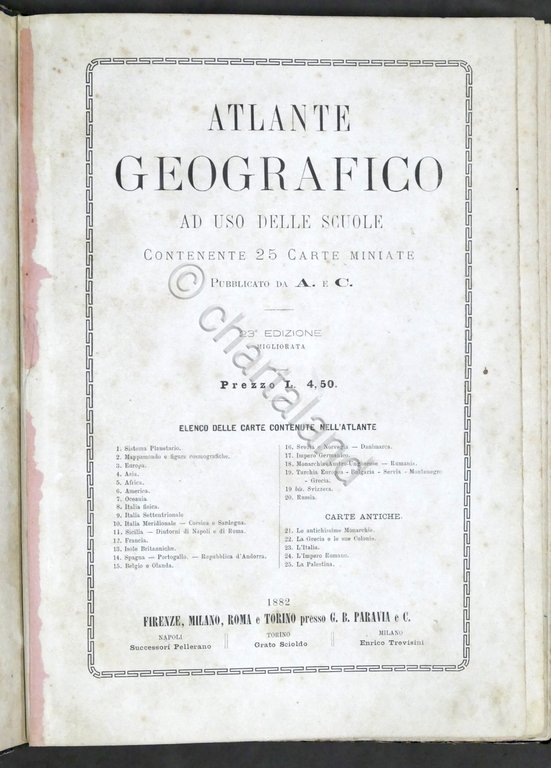 ATLANTE
GEOGRAFICO
AD USO DELLE SCUOLE
CONTENENTE 25 CARTE MINIATE
PUBBLICATO DA A. E C.
23ª EDIZIONE
MIGLIORATA
Prezzo L. 4,50.
ELENCO DELLE CARTE CONTENUTE NELL'ATLANTE
1. Sistema Planetario.
2. Mappamondo e figure cosmografiche.
3. Europa.
4. Asia.
5. Africa.
6. America.
7. Oceania
8. Italia fisica.
9. Italia Settentrionale
10. Italia Meridionale — Corsica e Sardegna.
11. Sicilia — Dintorni di Napoli e di Roma.
12. Francia.
13. Isole Britanniche.
14. Spagna — Portogallo. — Repubblica d'Andorra.
15. Belgio e Olanda.
16. Svezia e Norvegia — Danimarca.
17. Impero Germanico.
18. Monarchia Austro-Ungarese — Rumania.
19. Turchia Europea - Bulgaria - Servia - Montenegro
- Grecia.
19 bis. Svizzera.
20. Russia.
CARTE ANTICHE.
21. Le antichissime Monarchie.
22. La Grecia e le sue Colonie.
23. L'Italia.
24. L'Impero Romano.
25. La Palestina.
1882
FIRENZE, MILANO, ROMA e TORINO presso G. B. PARAVIA e C.
NAPOLI
Successori Pellerano
TORINO
Grato Scioldo
MILANO
Enrico Trevisini
© chartaland